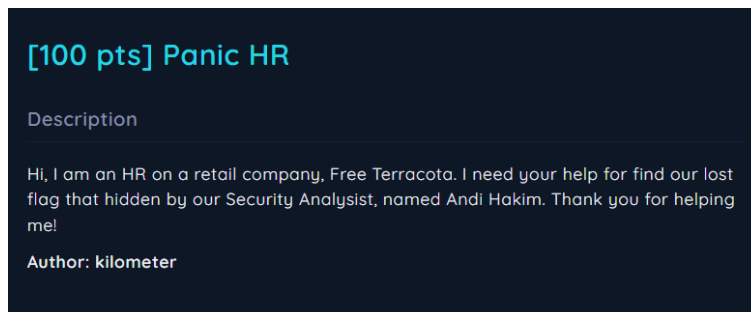 [100 pts] Panic HR
Description
Hi, I am an HR on a retail company, Free Terracota. I need your help for find our lost
flag that hidden by our Security Analysist, named Andi Hakim. Thank you for helping
me!
Author: kilometer